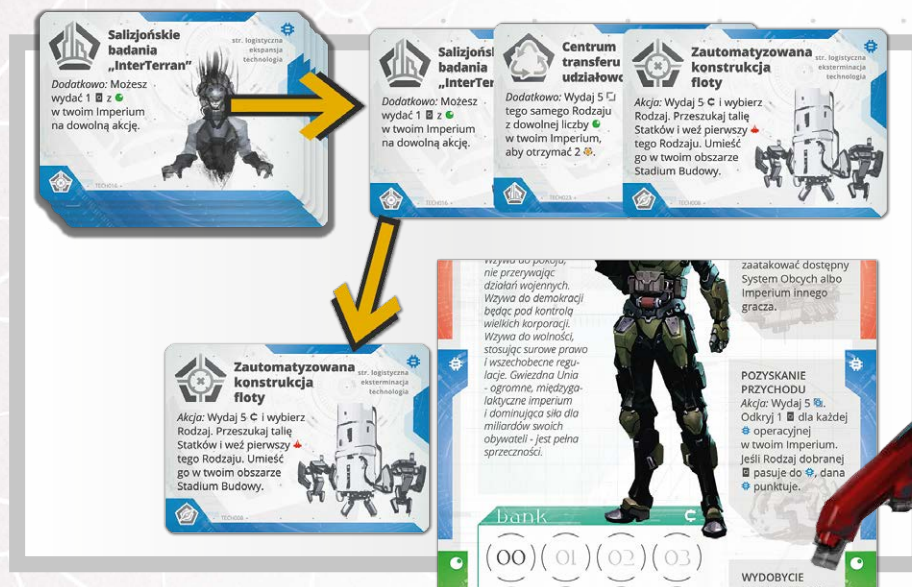 Salizjońskie
badania
„InterTerran”
str. logistyczna
ekspansja
technologia
Dodatkowo: Możesz
wydać 1 z
w twoim Imperium
na dowolną akcję.
TECH016
Salizjońs
badania
„InterTer
Dodatkowo: Możesz
wydać 1 z
w twoim Imperium
na dowolną akcję.
TECH016
Centrum
transferu
udziałow
Dodatkowo: Wydaj 5
tego samego Rodzaju
z dowolnej liczby
w twoim Imperium,
aby otrzymać 2 .
TECH023
Zautomatyzowana
konstrukcja
floty
str. logistyczna
eksterminacja
technologia
Akcja: Wydaj 5 i wybierz
Rodzaj. Przeszukaj talię
Statków i weź pierwszy
tego Rodzaju. Umieść
go w twoim obszarze
Stadium Budowy.
TECH006
Zautomatyzowana
konstrukcja
floty
str. logistyczna
eksterminacja
technologia
Akcja: Wydaj 5 i wybierz
Rodzaj. Przeszukaj talię
Statków i weź pierwszy
tego Rodzaju. Umieść
go w twoim obszarze
Stadium Budowy.
TECH006
Wzywa do pokoju,
nie przerywając
działań wojennych.
Wzywa do demokracji
będąc pod kontrolą
wielkich korporacji.
Wzywa do wolności,
stosując surowe prawo
i wszechobecne regu-
lacje. Gwiezdna Unia
- ogromne, międzyga-
laktyczne imperium
i dominująca siła dla
miliardów swoich
obywateli - jest pełna
sprzeczności.
zaatakować dostępny
System Obcych albo
Imperium innego
gracza.
POZYSKANIE
PRZYCHODU
Akcja: Wydaj 5 .
Odkryj 1 dla każdej
operacyjnej
w twoim Imperium.
Jeśli Rodzaj dobranej
pasuje do , dana
punktuje.
WYDOBYCIE
bank
00 01 02 03